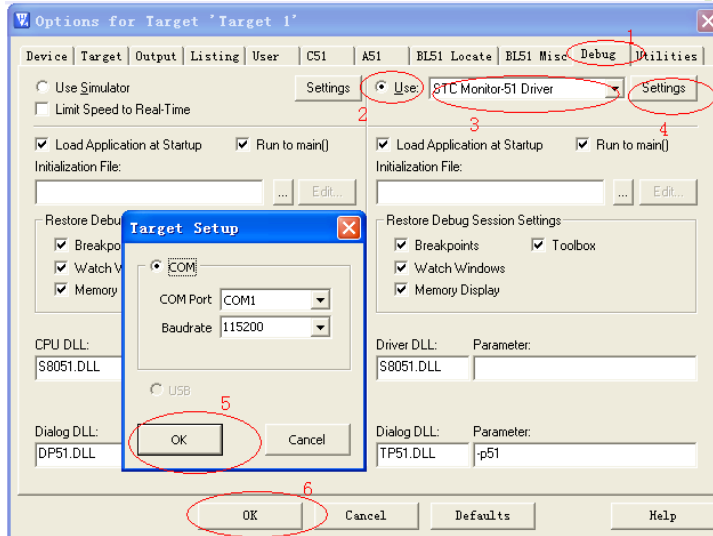 Options for Target 'Target 1'
1
Device Target Output Listing User C51 A51 BL51 Locate BL51 Misc Debug Utilities
Use Simulator Settings Use: STC Monitor-51 Driver Settings
Limit Speed to Real-Time
2 3 4
Load Application at Startup Run to main() Load Application at Startup Run to main()
Initialization File: Initialization File:
... Edit... ... Edit...
Restore Debu Restore Debug Session Settings
Breakpo Breakpoints Toolbox
Watch W Watch Windows
Memory Memory Display
Target Setup
COM
COM Port COM1
Baudrate 115200
USB
5
OK Cancel
CPU DLL: Driver DLL: Parameter:
S8051.DLL S8051.DLL
Dialog DLL: Dialog DLL: Parameter:
DP51.DLL TP51.DLL -p51
6
OK Cancel Defaults Help